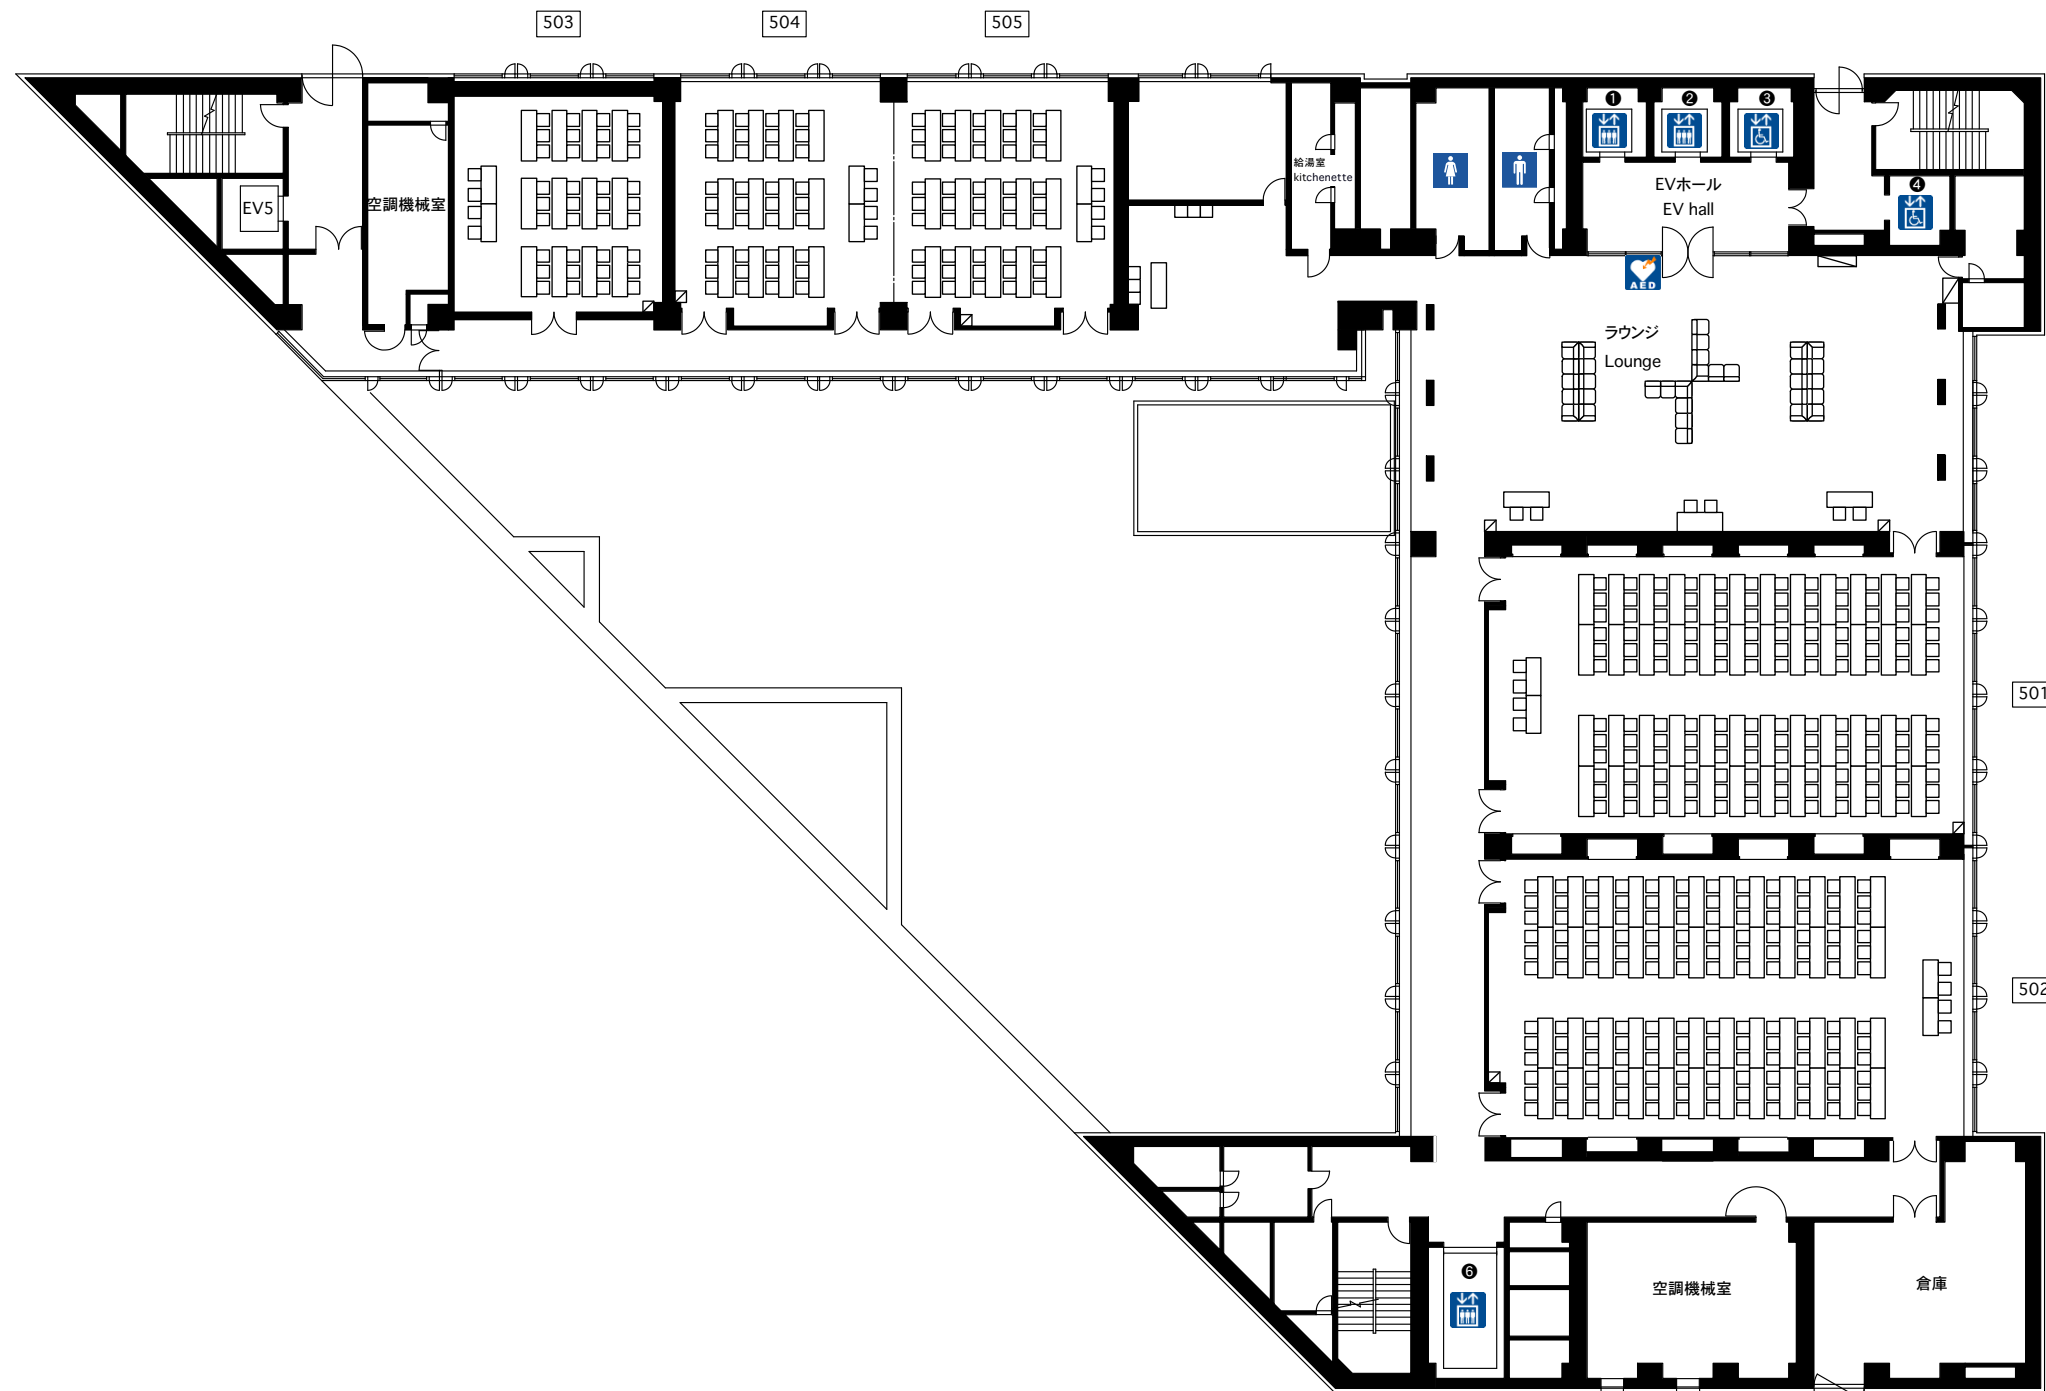 503
504
505
❶
❷
❸
給湯室
kitchenette
EVホール
EV hall
❹
EV5
空調機械室
AED
ラウンジ
Lounge
501
502
❻
空調機械室
倉庫